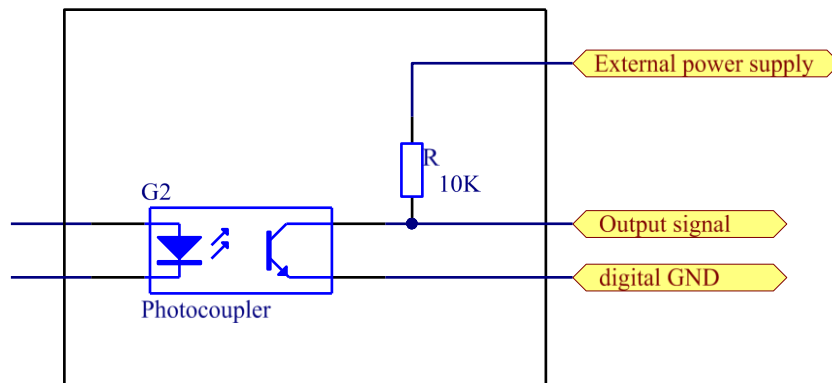 External power supply
R
10K
G2
Output signal
digital GND
Photocoupler